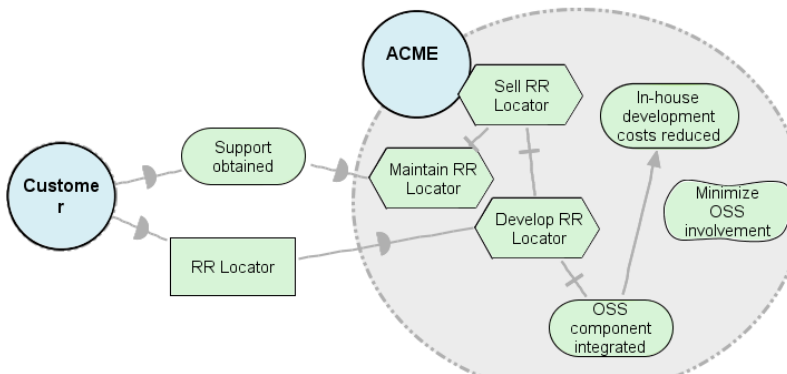 ACME
Sell RR
Locator
In-house
development
costs reduced
Support
obtained
Maintain RR
Locator
Custome
r
Minimize
OSS
involvement
Develop RR
Locator
RR Locator
OSS
component
integrated